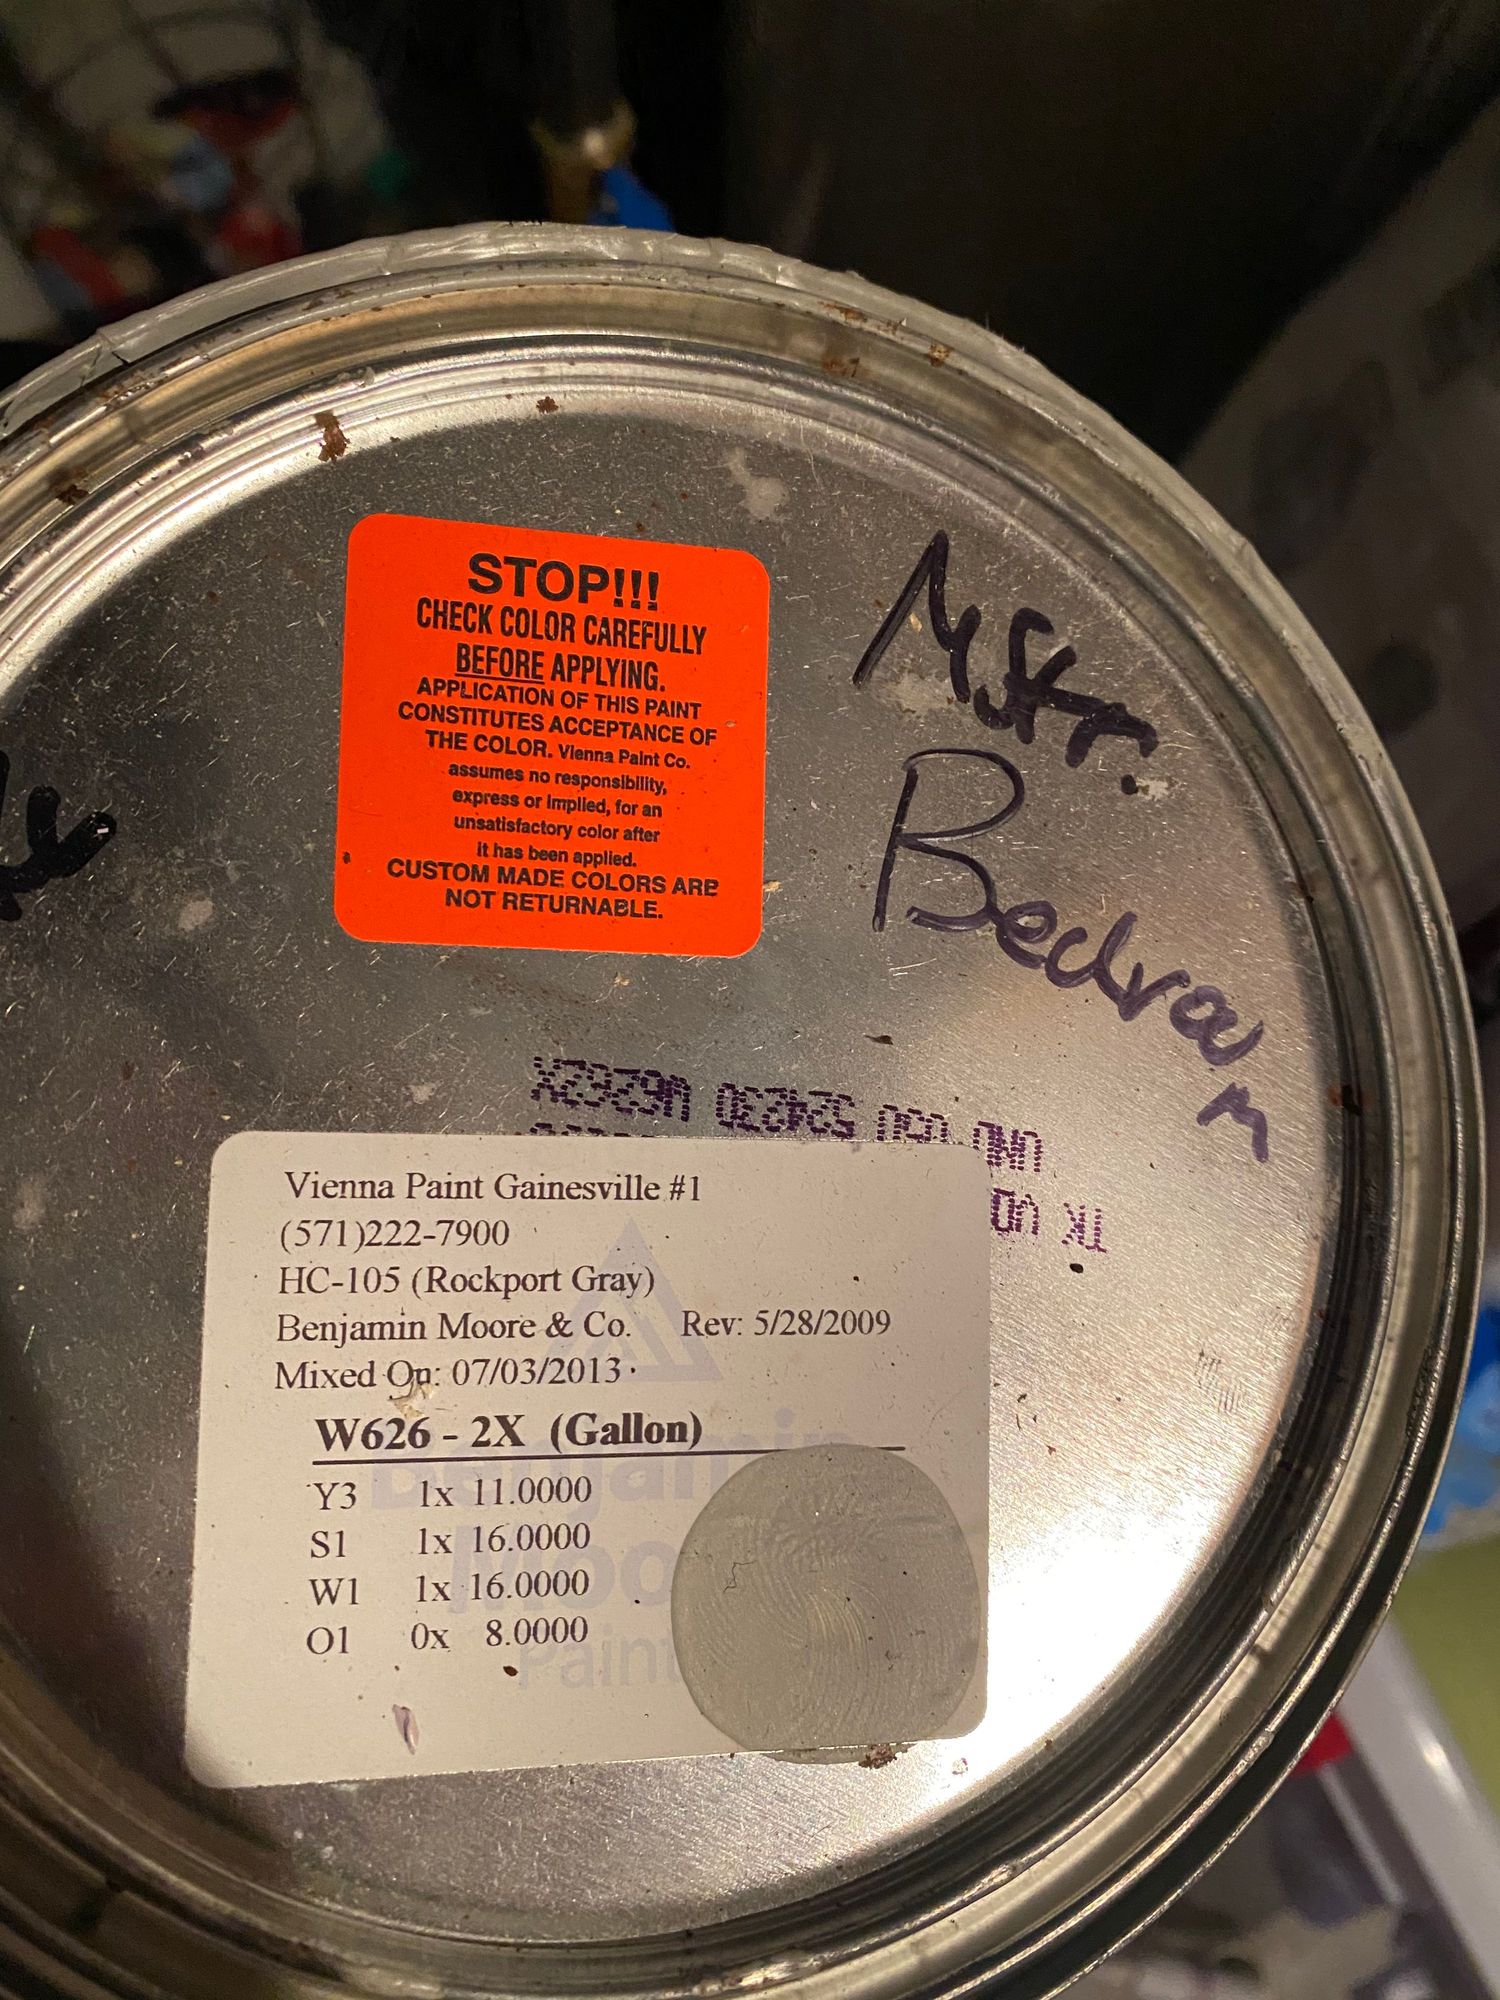 STOP!!!
CHECK COLOR CAREFULLY
BEFORE APPLYING.
APPLICATION OF THIS PAINT
CONSTITUTES ACCEPTANCE OF
THE COLOR. Vienna Paint Co.
assumes no responsibility,
express or implied, for an
unsatisfactory color after
it has been applied.
CUSTOM MADE COLORS ARE
NOT RETURNABLE.
Mstr.
Bedroom
Vienna Paint Gainesville #1
(571)222-7900
HC-105 (Rockport Gray)
Benjamin Moore & Co. Rev: 5/28/2009
Mixed On: 07/03/2013
W626 - 2X (Gallon)
Y3 1x 11.0000
S1 1x 16.0000
W1 1x 16.0000
O1 0x 8.0000
Benjamin
Moo
Paint